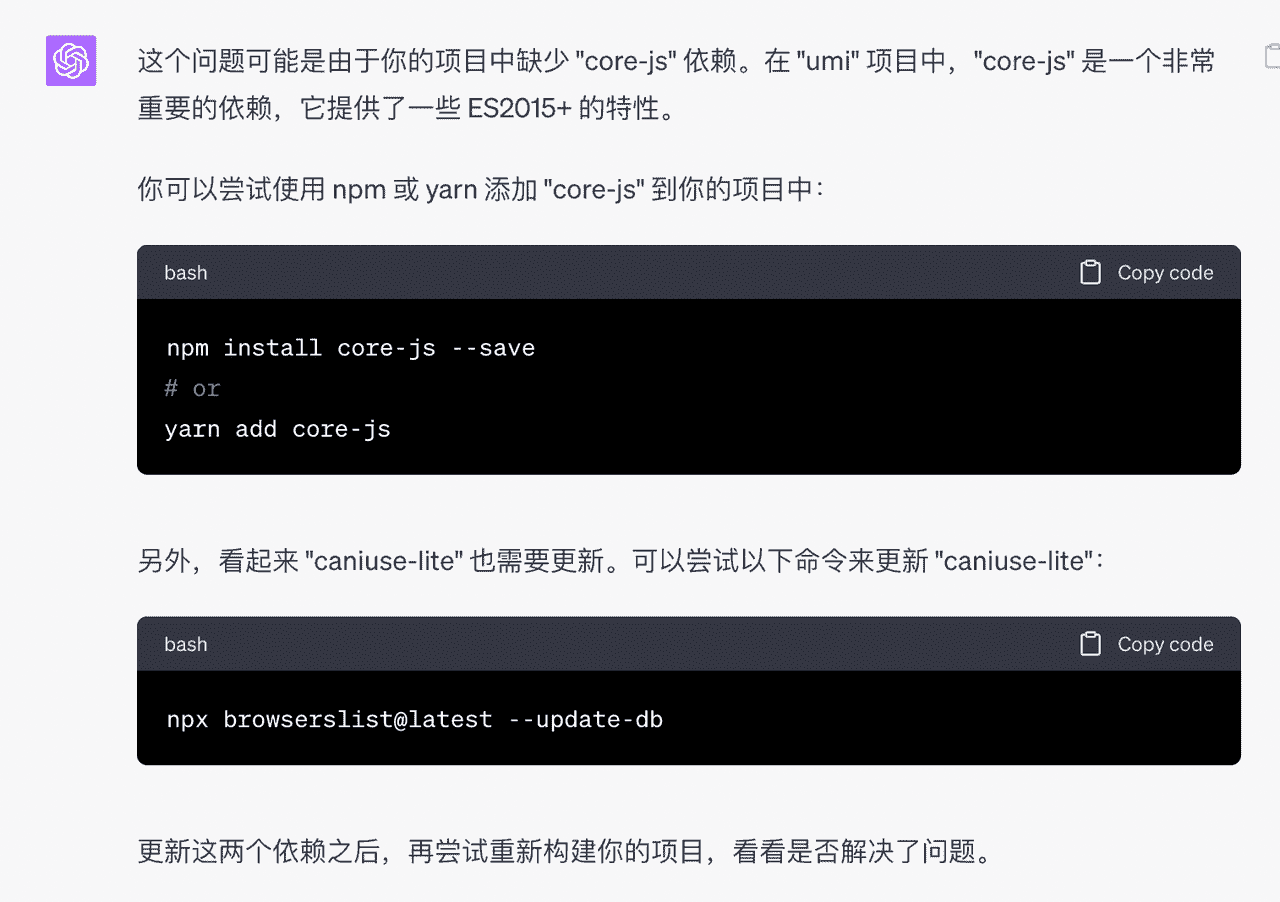 这个问题可能是由于你的项目中缺少 "core-js" 依赖。在 "umi" 项目中，"core-js" 是一个非常
重要的依赖，它提供了一些 ES2015+ 的特性。
你可以尝试使用 npm 或 yarn 添加 "core-js" 到你的项目中：
bash
Copy code
npm install core-js --save
# or
yarn add core-js
另外，看起来 "caniuse-lite" 也需要更新。可以尝试以下命令来更新 "caniuse-lite"：
bash
Copy code
npx browserslist@latest --update-db
更新这两个依赖之后，再尝试重新构建你的项目，看看是否解决了问题。